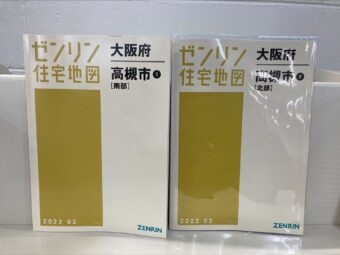 ゼンリン
住宅地図
大阪府
高槻市 1
[南部]
2022 02
ZENRIN
ゼンリン
住宅地図
大阪府
高槻市 2
[北部]
2022 02
ZENRIN